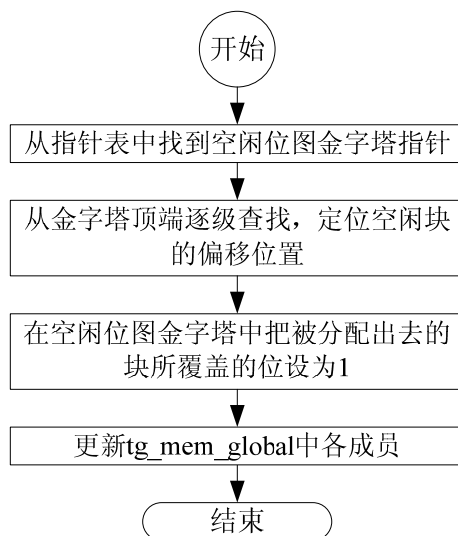 开始
从指针表中找到空闲位图金字塔指针
从金字塔顶端逐级查找，定位空闲块
的偏移位置
在空闲位图金字塔中把被分配出去的
块所覆盖的位设为1
更新tg_mem_global中各成员
结束